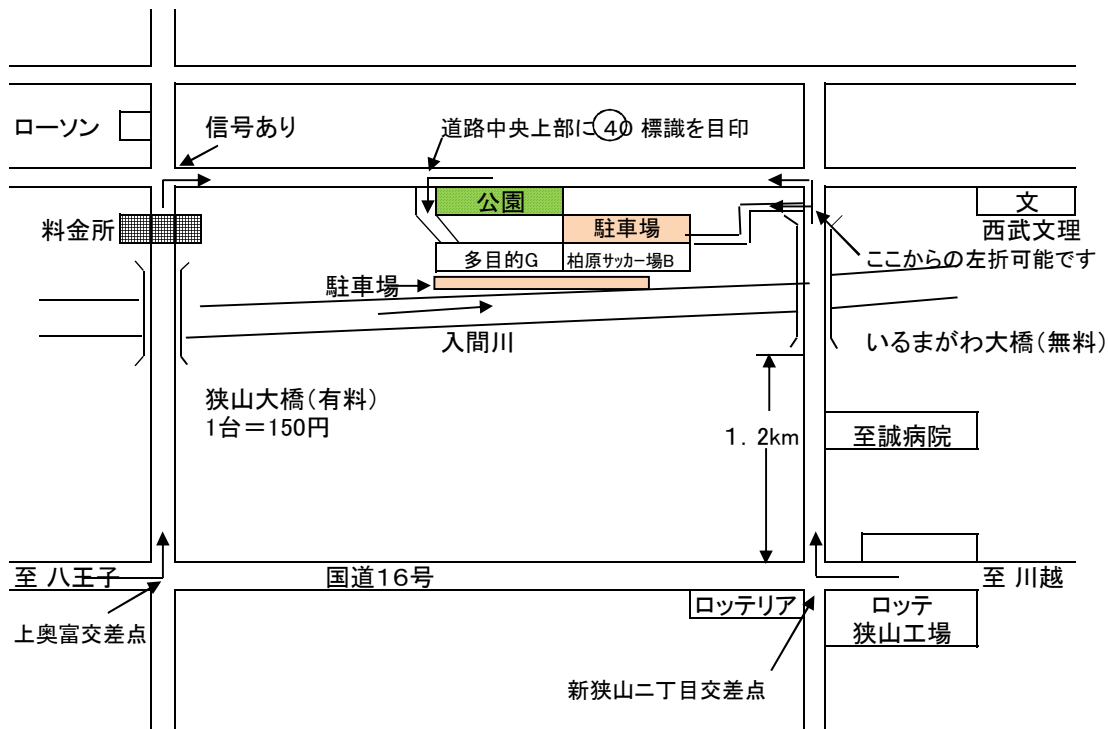 ローソン
信号あり
道路中央上部に 40 標識を目印
公園
文
料金所
駐車場
西武文理
多目的G
柏原サッカー場B
ここからの左折可能です
駐車場
入間川
いるまがわ大橋(無料)
狭山大橋(有料)
1台=150円
1.2km
至誠病院
至 八王子
国道16号
至 川越
ロッテリア
ロッテ
狭山工場
上奥富交差点
新狭山二丁目交差点